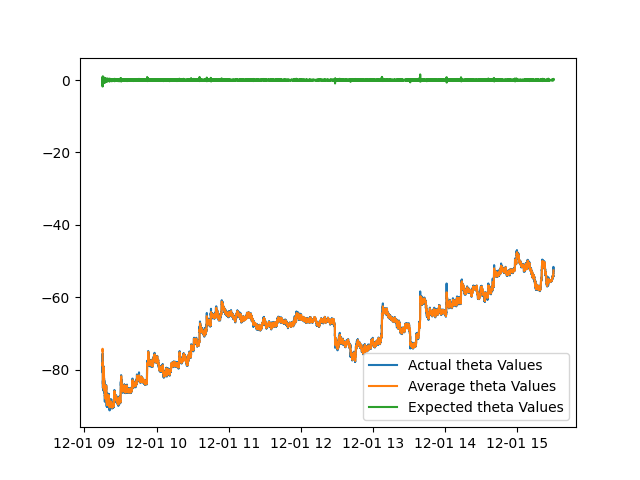 0
−20
−40
−60
−80
12-01 09 12-01 10 12-01 11 12-01 12 12-01 13 12-01 14 12-01 15
Actual theta Values
Average theta Values
Expected theta Values